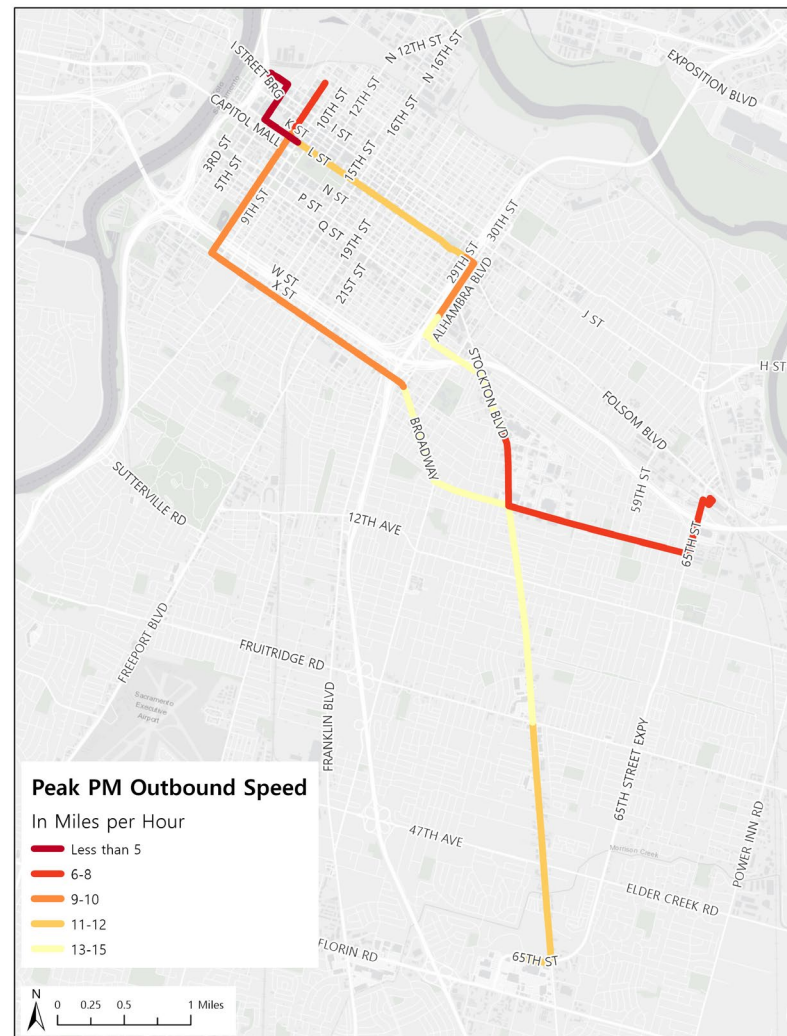 I STREET BRG
N 12TH ST
N 16TH ST
EXPOSITION BLVD
CAPITOL MALL
K ST
10TH ST
12TH ST
I ST
16TH ST
3RD ST
5TH ST
L ST
15TH ST
9TH ST
N ST
P ST
Q ST
19TH ST
21ST ST
30TH ST
29TH ST
ALHAMBRA BLVD
W ST
X ST
J ST
H ST
STOCKTON BLVD
FOLSOM BLVD
BROADWAY
59TH ST
65TH ST
SUTTERVILLE RD
12TH AVE
FREEPORT BLVD
FRUITRIDGE RD
Sacramento
Executive
Airport
FRANKLIN BLVD
65TH STREET EXPY
POWER INN RD
47TH AVE
Morrison Creek
ELDER CREEK RD
FLORIN RD
65TH ST
Peak PM Outbound Speed
In Miles per Hour
Less than 5
6-8
9-10
11-12
13-15
N
0 0.25 0.5 1 Miles